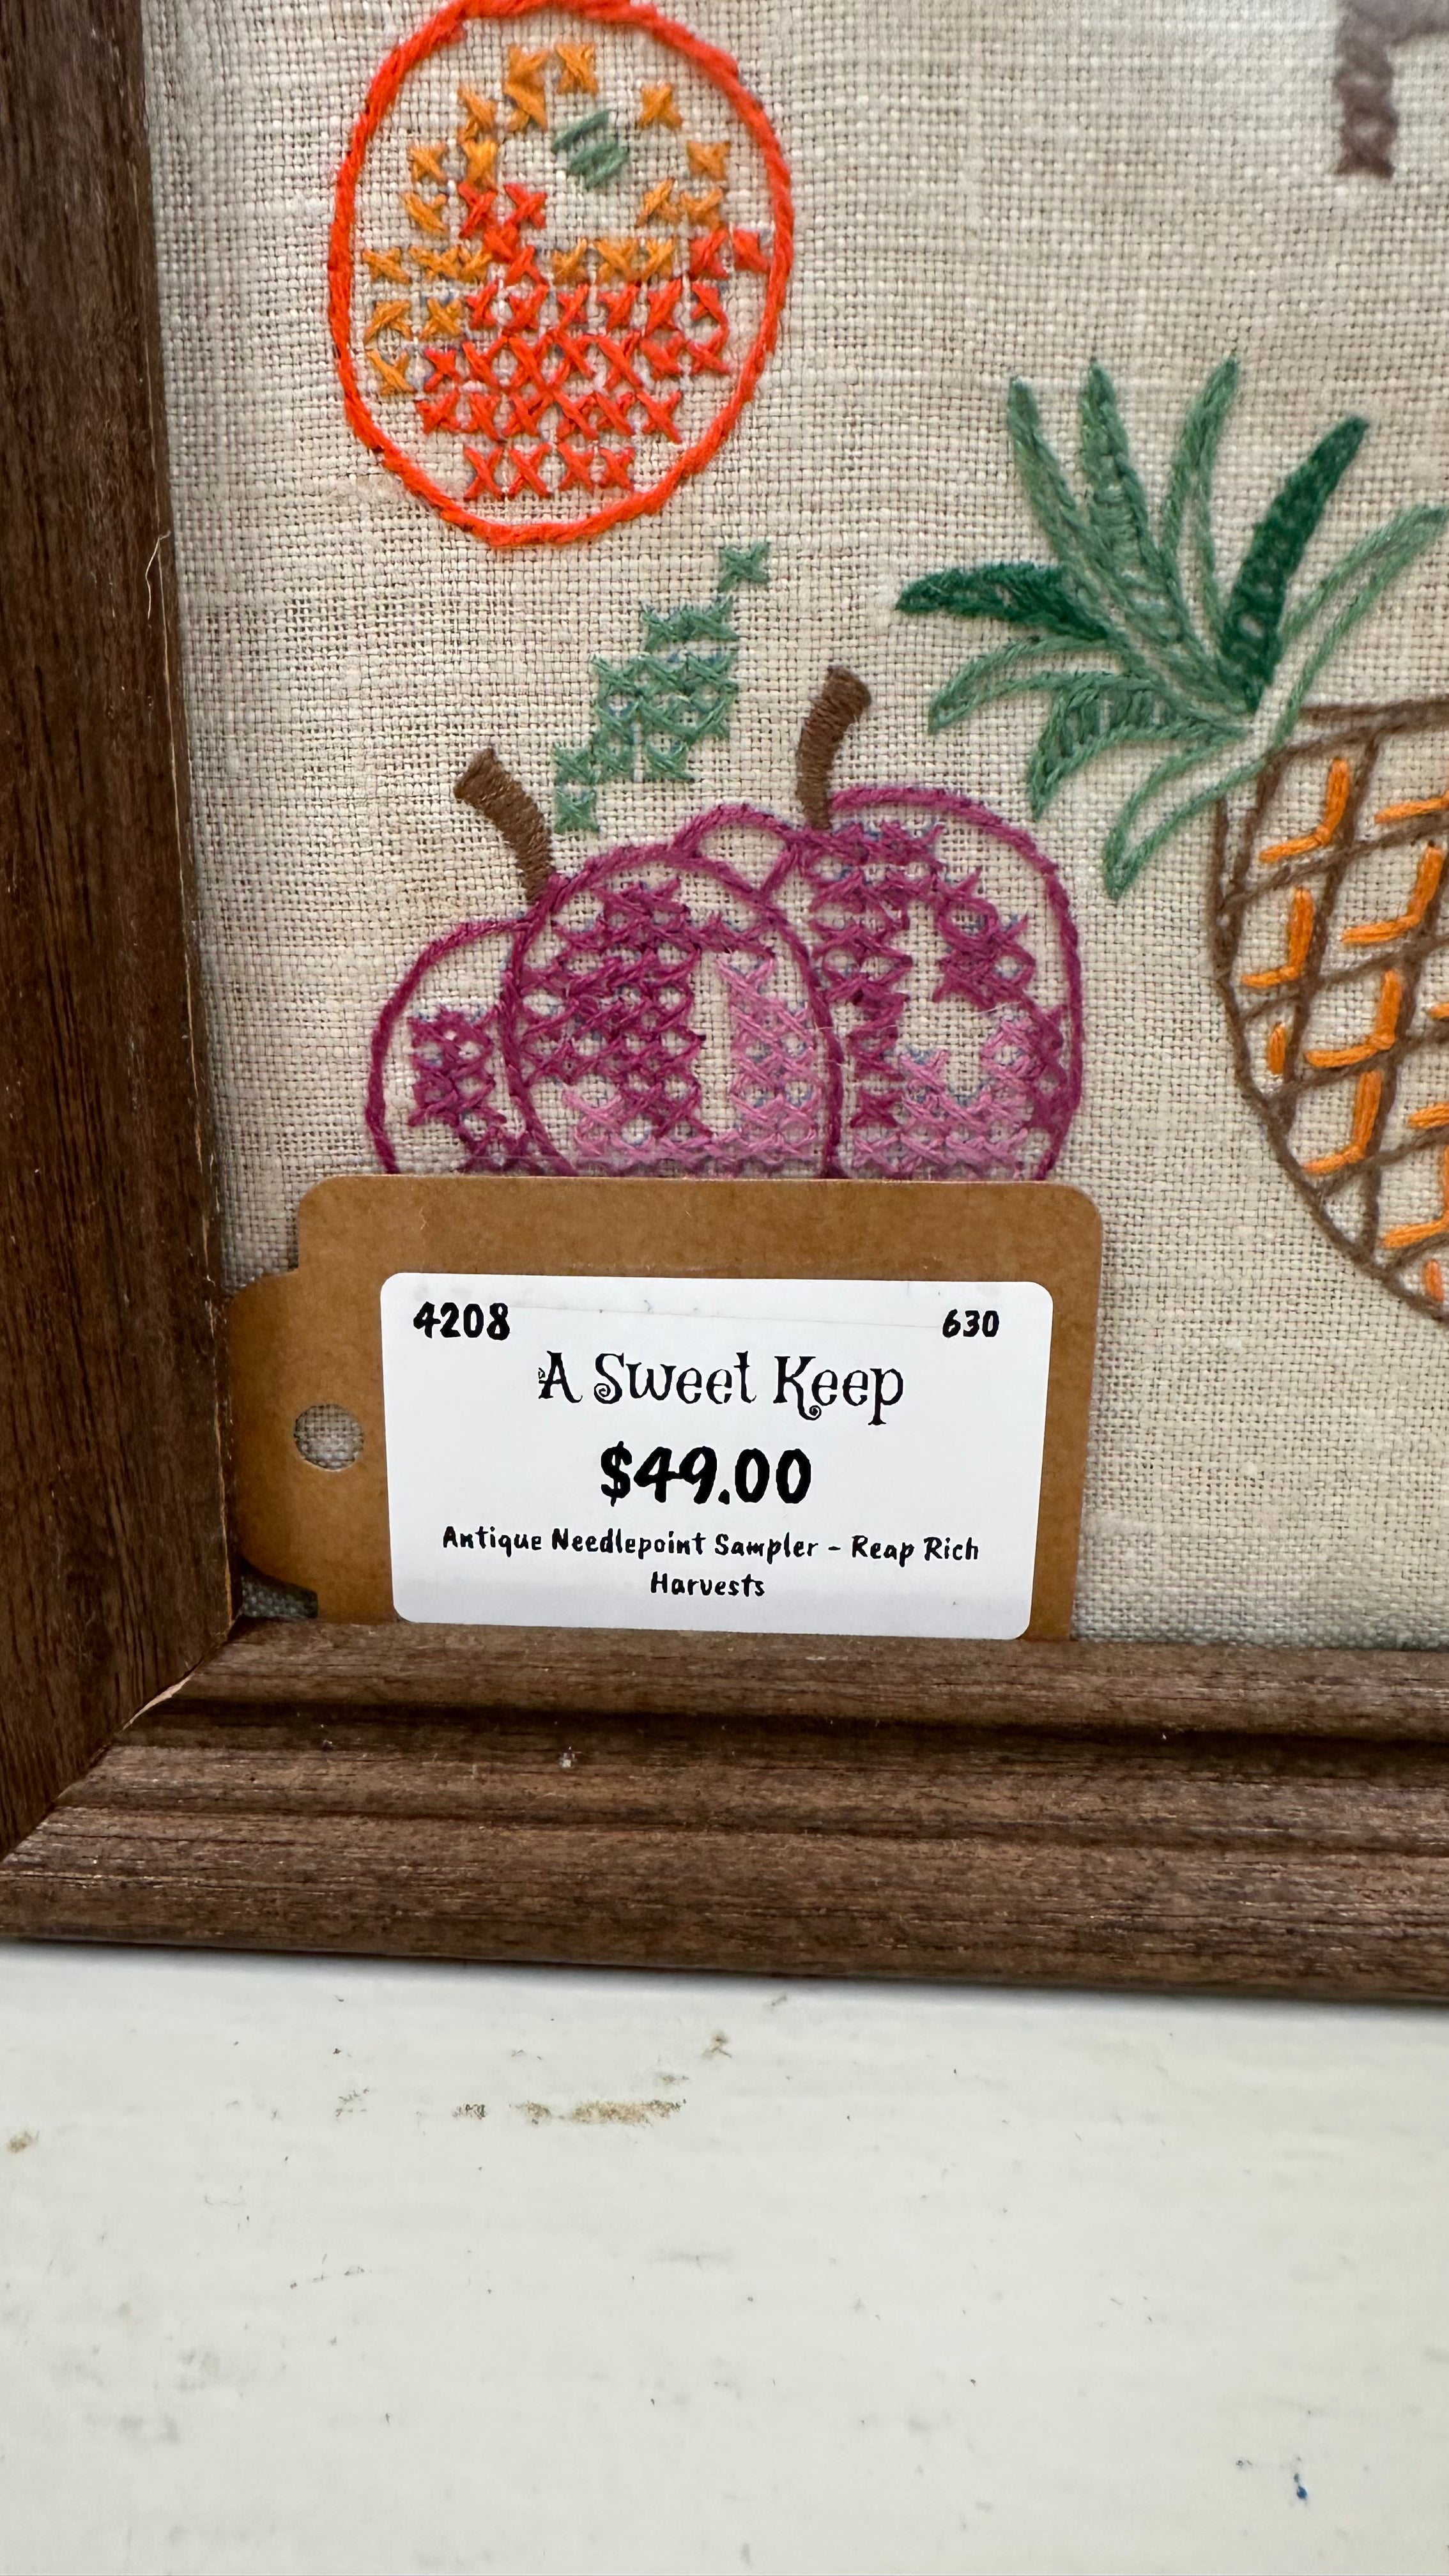 4208 630
A Sweet Keep
$49.00
Antique Needlepoint Sampler - Reap Rich
Harvests